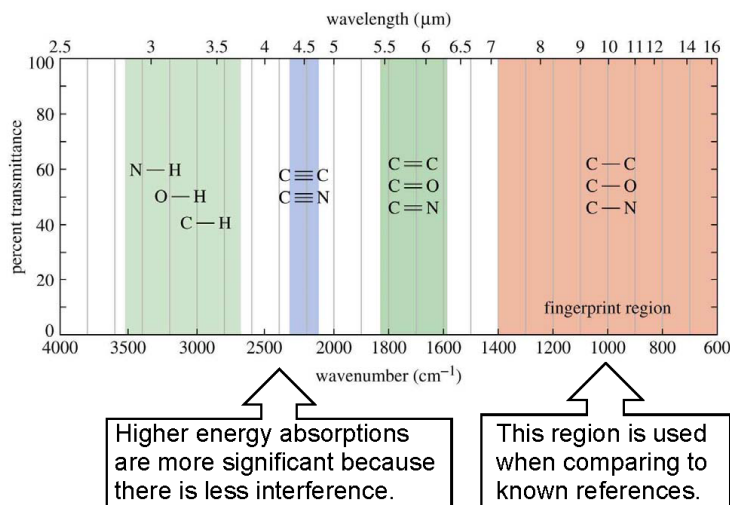 wavelength (μm)
2.5 3 3.5 4 4.5 5 5.5 6 6.5 7 8 9 10 11 12 14 16
100
80
60
40
20
0
percent transmittance
N—H
O—H
C—H
C≡C
C≡N
C=C
C=O
C=N
C—C
C—O
C—N
fingerprint region
4000 3500 3000 2500 2000 1800 1600 1400 1200 1000 800 600
wavenumber (cm⁻¹)
Higher energy absorptions
are more significant because
there is less interference.
This region is used
when comparing to
known references.